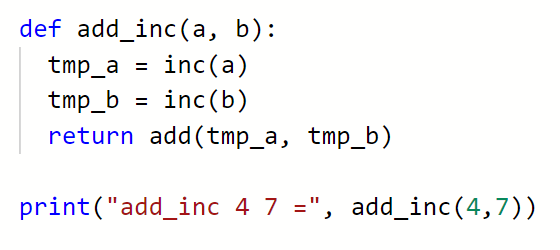 def add_inc(a, b):
  tmp_a = inc(a)
  tmp_b = inc(b)
  return add(tmp_a, tmp_b)

print("add_inc 4 7 =", add_inc(4,7))